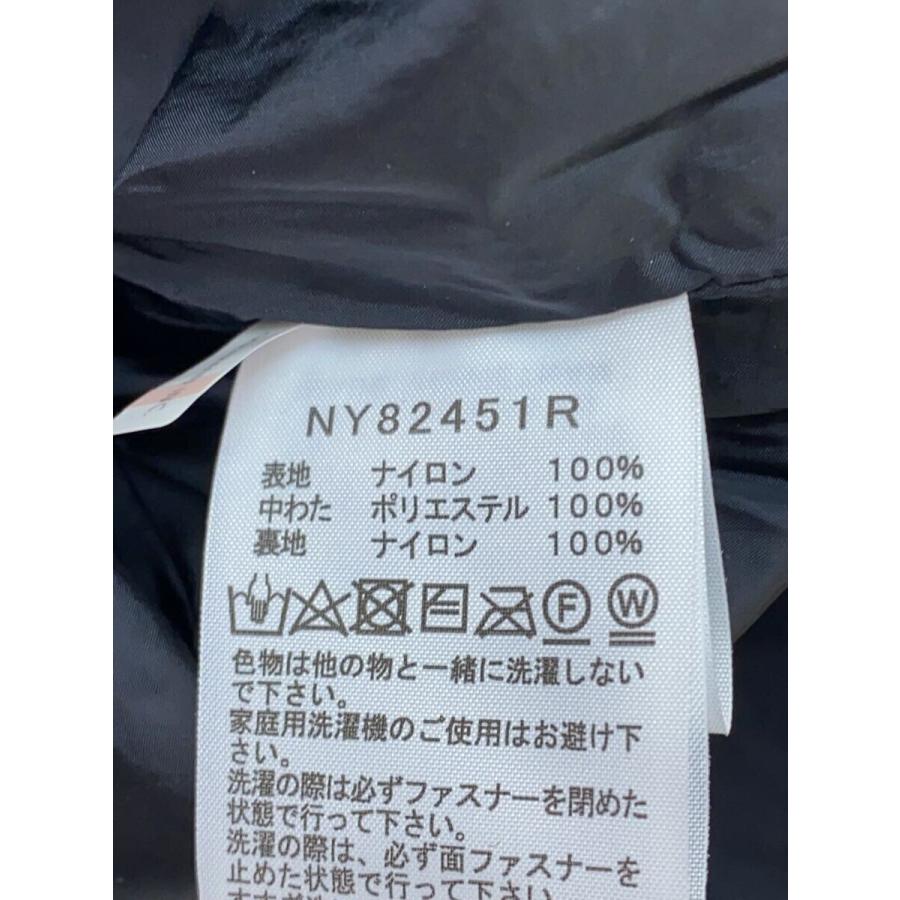 NY82451R
表地 ナイロン 100%
中わた ポリエステル 100%
裏地 ナイロン 100%
F W
色物は他の物と一緒に洗濯しない
で下さい。
家庭用洗濯機のご使用はお避け下
さい。
洗濯の際は必ずファスナーを閉めた
状態で行って下さい。
洗濯の際は、必ず面ファスナーを
止めた状態で行って下さい。